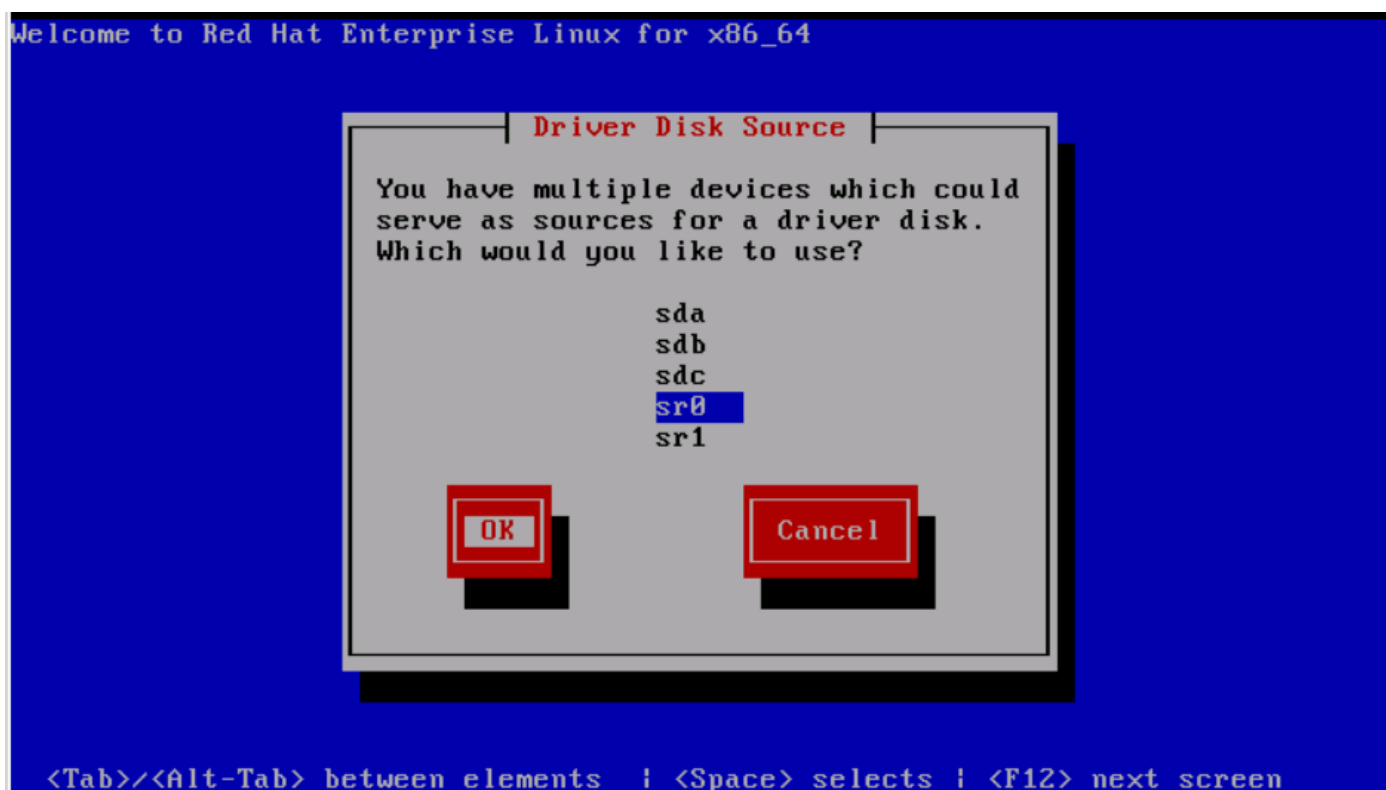 Welcome to Red Hat Enterprise Linux for x86_64
Driver Disk Source
You have multiple devices which could
serve as sources for a driver disk.
Which would you like to use?
sda
sdb
sdc
sr0
sr1
OK Cancel
<Tab>/<Alt-Tab> between elements | <Space> selects | <F12> next screen